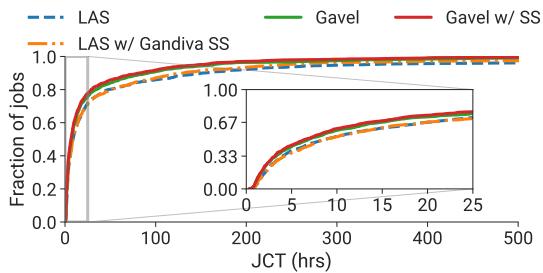 LAS
Gavel
Gavel w/ SS
LAS w/ Gandiva SS
Fraction of jobs
1.0
0.8
0.6
0.4
0.2
0.0
1.00
0.67
0.33
0.00
0 5 10 15 20 25
0 100 200 300 400 500
JCT (hrs)